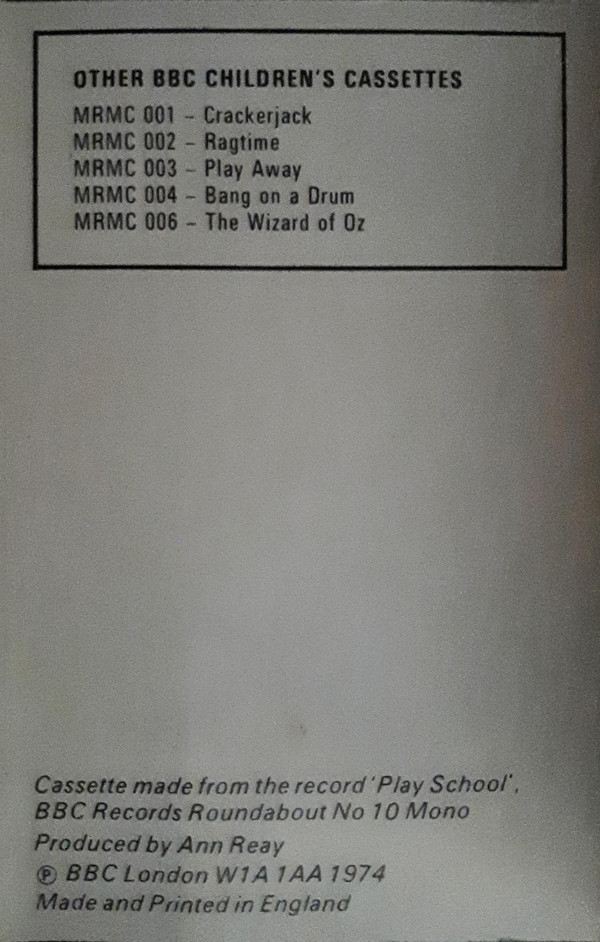 OTHER BBC CHILDREN'S CASSETTES
MRMC 001 – Crackerjack
MRMC 002 – Ragtime
MRMC 003 – Play Away
MRMC 004 – Bang on a Drum
MRMC 006 – The Wizard of Oz
Cassette made from the record 'Play School',
BBC Records Roundabout No 10 Mono
Produced by Ann Reay
℗ BBC London W1A 1AA 1974
Made and Printed in England